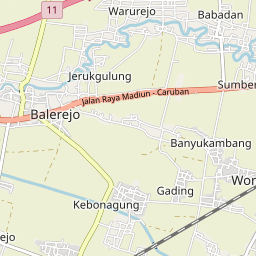 Warurejo
11
Babadan
Jerukgulung
Sumber
Jalan Raya Madiun - Caruban
Balerejo
Banyukambang
Wor
Gading
Kebonagung
ejo